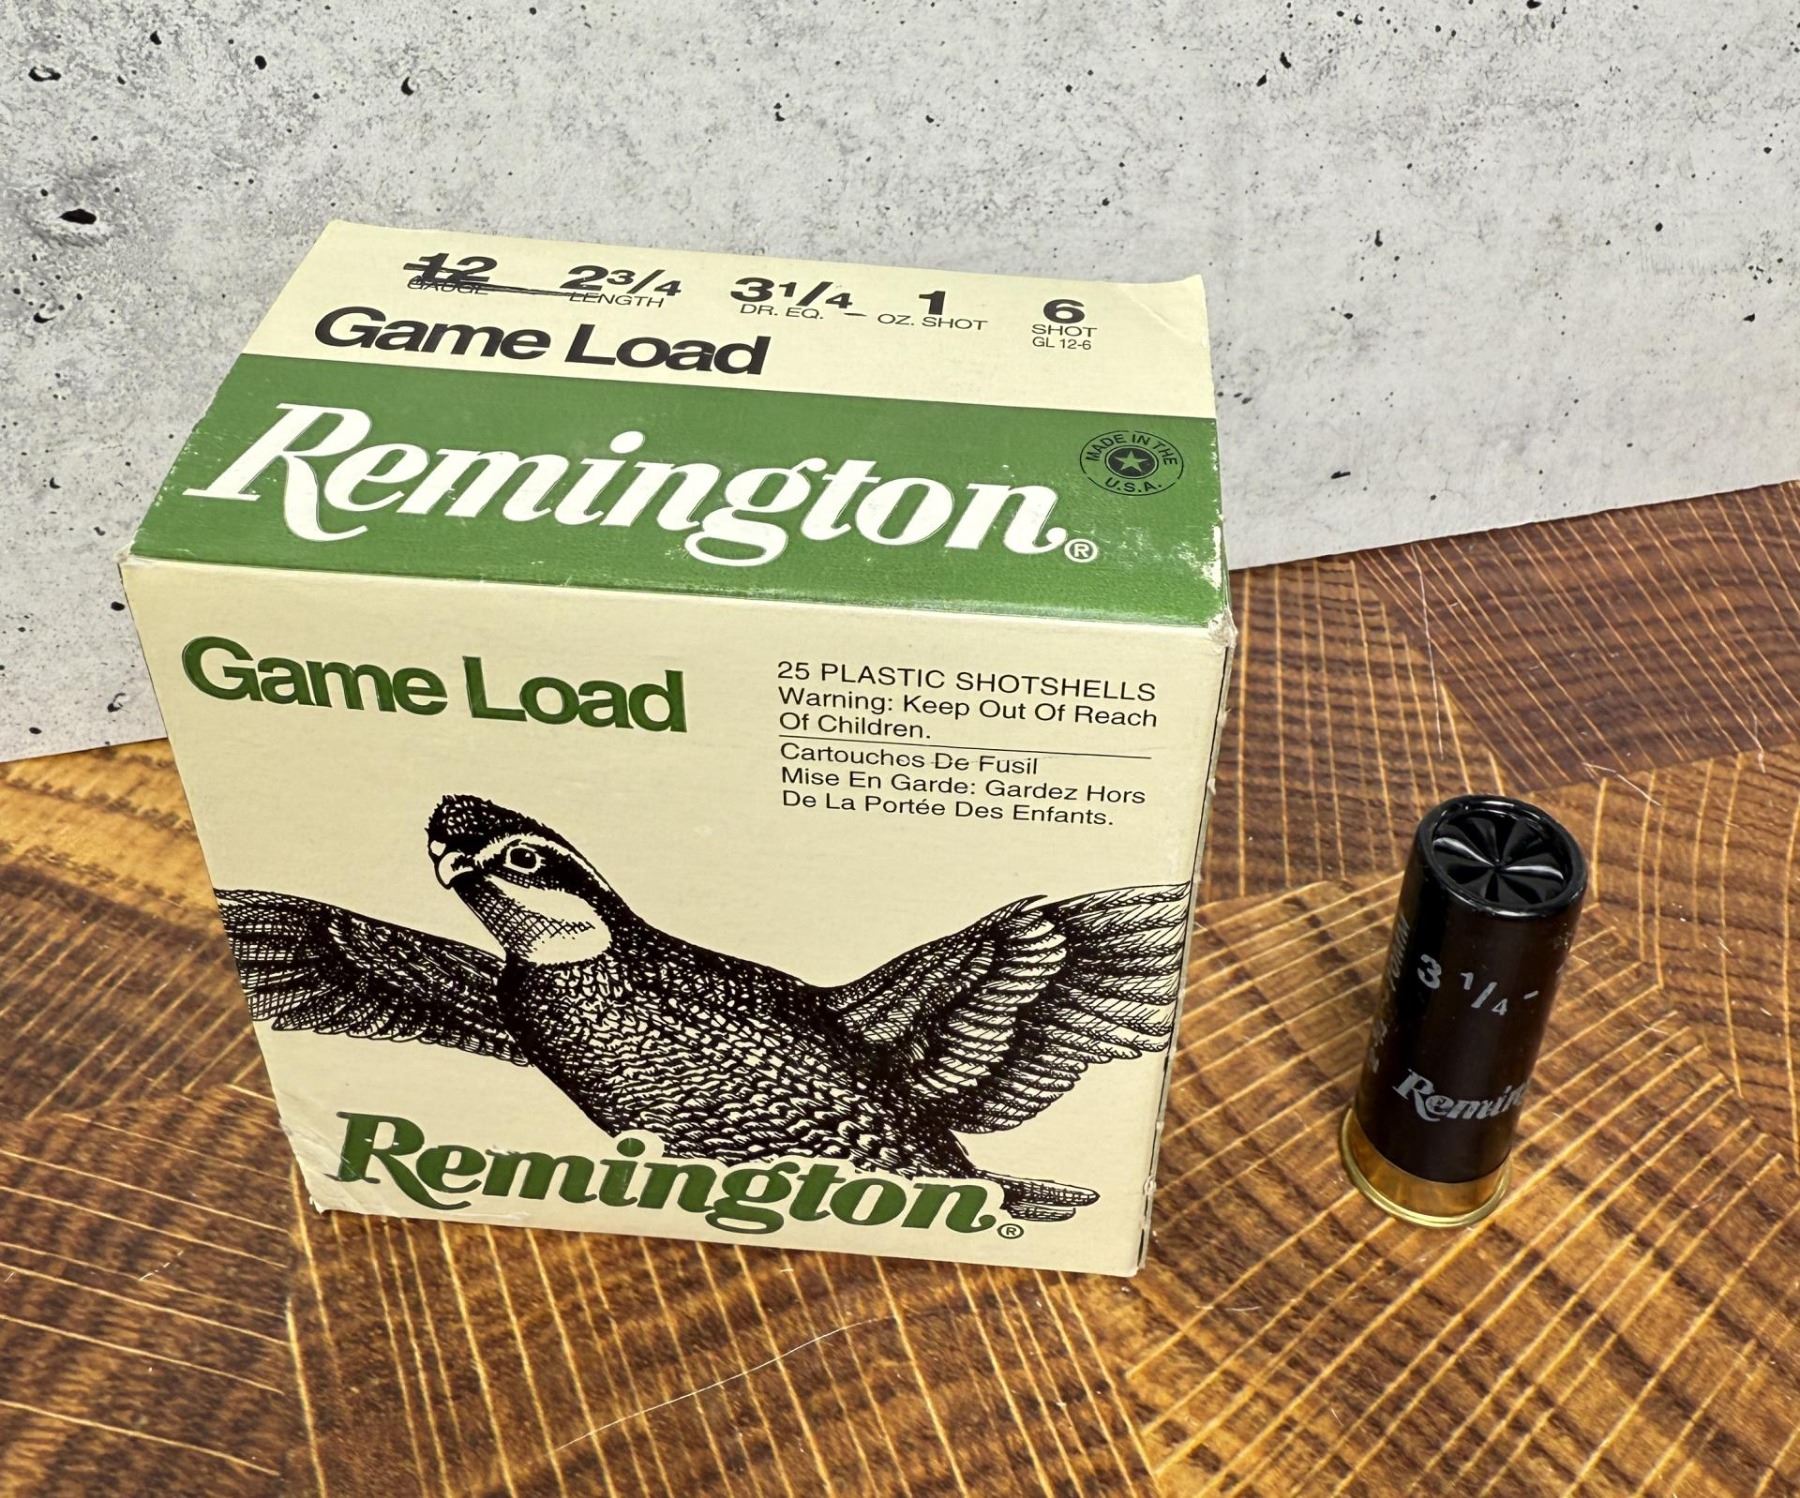 12 2 3/4 3 1/4 1 6
GAUGE LENGTH DR. EQ. OZ. SHOT SHOT
GL 12-6
Game Load
Remington®
MADE IN THE
U.S.A.
Game Load
25 PLASTIC SHOTSHELLS
Warning: Keep Out Of Reach
Of Children.
Cartouches De Fusil
Mise En Garde: Gardez Hors
De La Portée Des Enfants.
Remington®
3 1/4 -
Remin